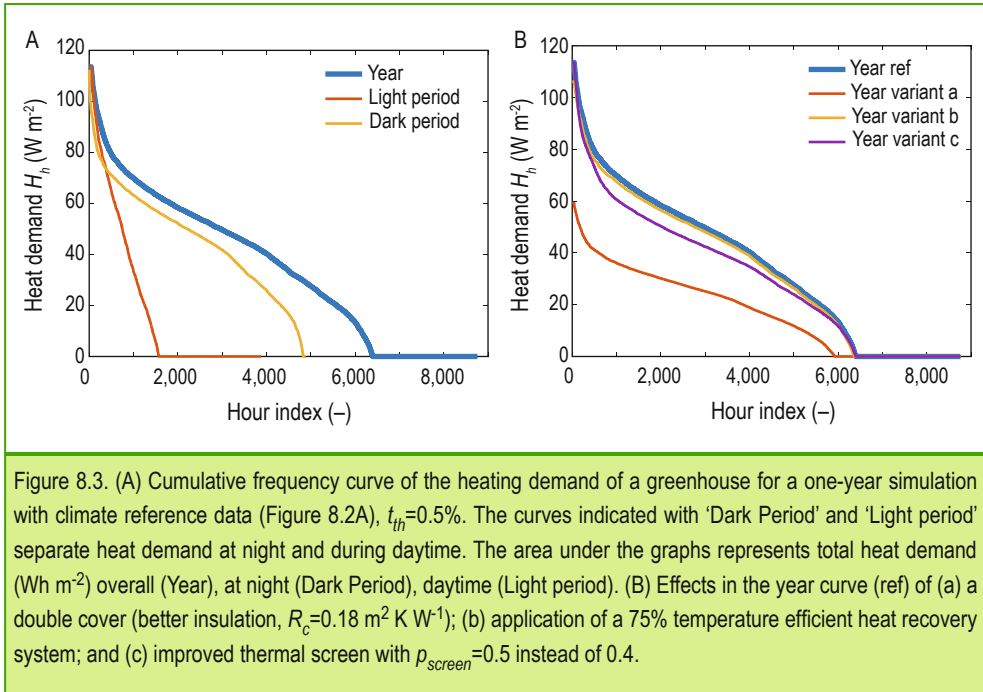 A
120
100
80
60
40
20
0
Heat demand H_h (W m⁻²)
Year
Light period
Dark period
0 2,000 4,000 6,000 8,000
Hour index (–)
B
120
100
80
60
40
20
0
Heat demand H_h (W m⁻²)
Year ref
Year variant a
Year variant b
Year variant c
0 2,000 4,000 6,000 8,000
Hour index (–)
Figure 8.3. (A) Cumulative frequency curve of the heating demand of a greenhouse for a one-year simulation
with climate reference data (Figure 8.2A), t_th=0.5%. The curves indicated with ‘Dark Period’ and ‘Light period’
separate heat demand at night and during daytime. The area under the graphs represents total heat demand
(Wh m⁻²) overall (Year), at night (Dark Period), daytime (Light period). (B) Effects in the year curve (ref) of (a) a
double cover (better insulation, R_c=0.18 m² K W⁻¹); (b) application of a 75% temperature efficient heat recovery
system; and (c) improved thermal screen with p_screen=0.5 instead of 0.4.